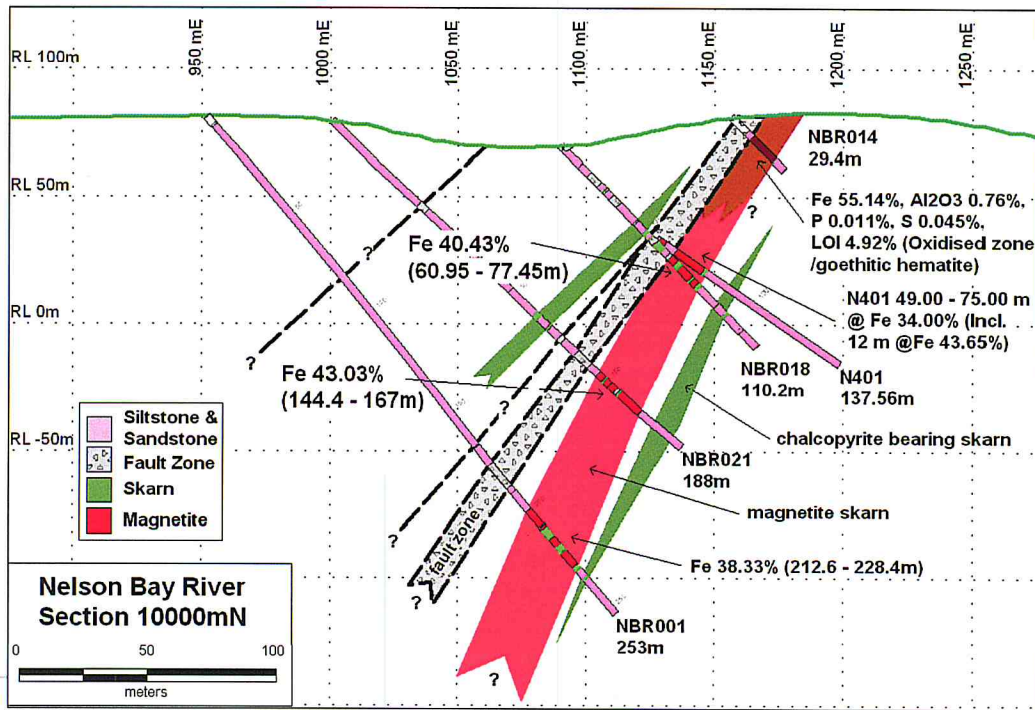 950 mE
1000 mE
1050 mE
1100 mE
1150 mE
1200 mE
1250 mE
RL 100m
RL 50m
RL 0m
RL -50m
NBR014
29.4m
Fe 55.14%, Al2O3 0.76%,
P 0.011%, S 0.045%,
LOI 4.92% (Oxidised zone
/goethitic hematite)
N401 49.00 - 75.00 m
@ Fe 34.00% (Incl.
12 m @Fe 43.65%)
Fe 40.43%
(60.95 - 77.45m)
Fe 43.03%
(144.4 - 167m)
NBR018
110.2m
N401
137.56m
chalcopyrite bearing skarn
NBR021
188m
magnetite skarn
Fe 38.33% (212.6 - 228.4m)
NBR001
253m
fault zone
?
?
?
?
?
?
?
Siltstone &
Sandstone
Fault Zone
Skarn
Magnetite
Nelson Bay River
Section 10000mN
0 50 100
meters